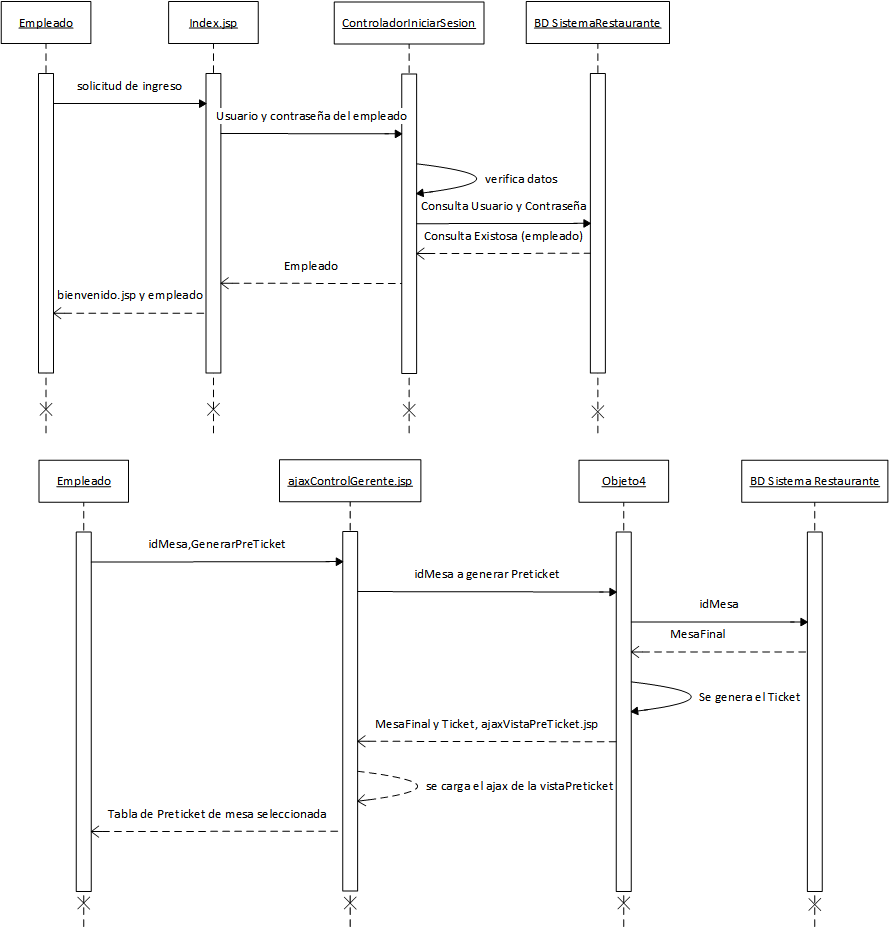 Empleado
Index.jsp
ControladorIniciarSesion
BD SistemaRestaurante
solicitud de ingreso
Usuario y contraseña del empleado
verifica datos
Consulta Usuario y Contraseña
Consulta Existosa (empleado)
Empleado
bienvenido.jsp y empleado
Empleado
ajaxControlGerente.jsp
Objeto4
BD Sistema Restaurante
idMesa,GenerarPreTicket
idMesa a generar Preticket
idMesa
MesaFinal
Se genera el Ticket
MesaFinal y Ticket, ajaxVistaPreTicket.jsp
se carga el ajax de la vistaPreticket
Tabla de Preticket de mesa seleccionada